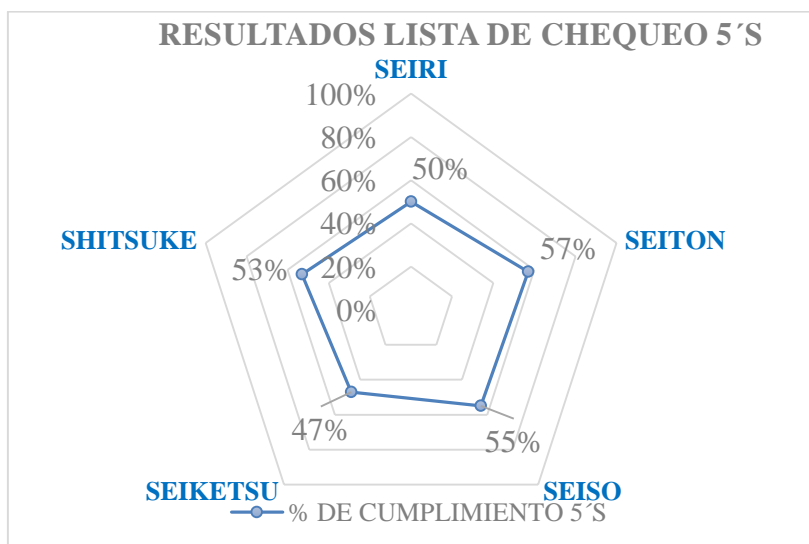 RESULTADOS LISTA DE CHEQUEO 5´S
SEIRI
100%
80%
60%
50%
40%
20%
0%
SHITSUKE
53%
57%
SEITON
47%
55%
SEIKETSU
SEISO
% DE CUMPLIMIENTO 5´S